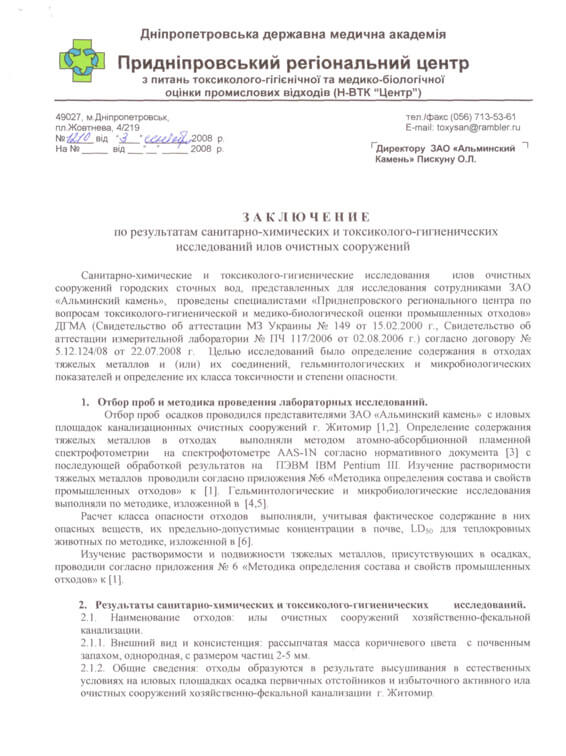 Дніпропетровська державна медична академія
Придніпровський регіональний центр
з питань токсиколого-гігієнічної та медико-біологічної
оцінки промислових відходів (Н-ВТК “Центр”)
49027, м.Дніпропетровськ,
пл.Жовтнева, 4/219
№ 1210 від “3” 2008 р.
На № _____ від “__” _____ 2008 р.
тел./факс (056) 713-53-61
E-mail: toxysan@rambler.ru
Директору ЗАО «Альминский
Камень» Пискуну О.Л.
З А К Л Ю Ч Е Н И Е
по результатам санитарно-химических и токсиколого-гигиенических
исследований илов очистных сооружений
Санитарно-химические и токсиколого-гигиенические исследования илов очистных
сооружений городских сточных вод, представленных для исследования сотрудниками ЗАО
«Альминский камень», проведены специалистами «Приднепровского регионального центра по
вопросам токсиколого-гигиенической и медико-биологической оценки промышленных отходов»
ДГМА (Свидетельство об аттестации МЗ Украины № 149 от 15.02.2000 г., Свидетельство об
аттестации измерительной лаборатории № ПЧ 117/2006 от 02.08.2006 г.) согласно договору №
5.12.124/08 от 22.07.2008 г. Целью исследований было определение содержания в отходах
тяжелых металлов и (или) их соединений, гельминтологических и микробиологических
показателей и определение их класса токсичности и степени опасности.
1. Отбор проб и методика проведения лабораторных исследований.
Отбор проб осадков проводился представителями ЗАО «Альминский камень» с иловых
площадок канализационных очистных сооружений г. Житомир [1,2]. Определение содержания
тяжелых металлов в отходах выполняли методом атомно-абсорбционной пламенной
спектрофотометрии на спектрофотометре AAS-1N согласно нормативного документа [3] с
последующей обработкой результатов на ПЭВМ IBM Pentium III. Изучение растворимости
тяжелых металлов проводили согласно приложения №6 «Методика определения состава и свойств
промышленных отходов» к [1]. Гельминтологические и микробиологические исследования
выполняли по методике, изложенной в [4,5].
Расчет класса опасности отходов выполняли, учитывая фактическое содержание в них
опасных веществ, их предельно-допустимые концентрации в почве, LD50 для теплокровных
животных по методике, изложенной в [6].
Изучение растворимости и подвижности тяжелых металлов, присутствующих в осадках,
проводили согласно приложения № 6 «Методика определения состава и свойств промышленных
отходов» к [1].
2. Результаты санитарно-химических и токсиколого-гигиенических исследований.
2.1. Наименование отходов: илы очистных сооружений хозяйственно-фекальной
канализации.
2.1.1. Внешний вид и консистенция: рассыпчатая масса коричневого цвета с почвенным
запахом, однородная, с размером частиц 2-5 мм.
2.1.2. Общие сведения: отходы образуются в результате высушивания в естественных
условиях на иловых площадках осадка первичных отстойников и избыточного активного ила
очистных сооружений хозяйственно-фекальной канализации г. Житомир.